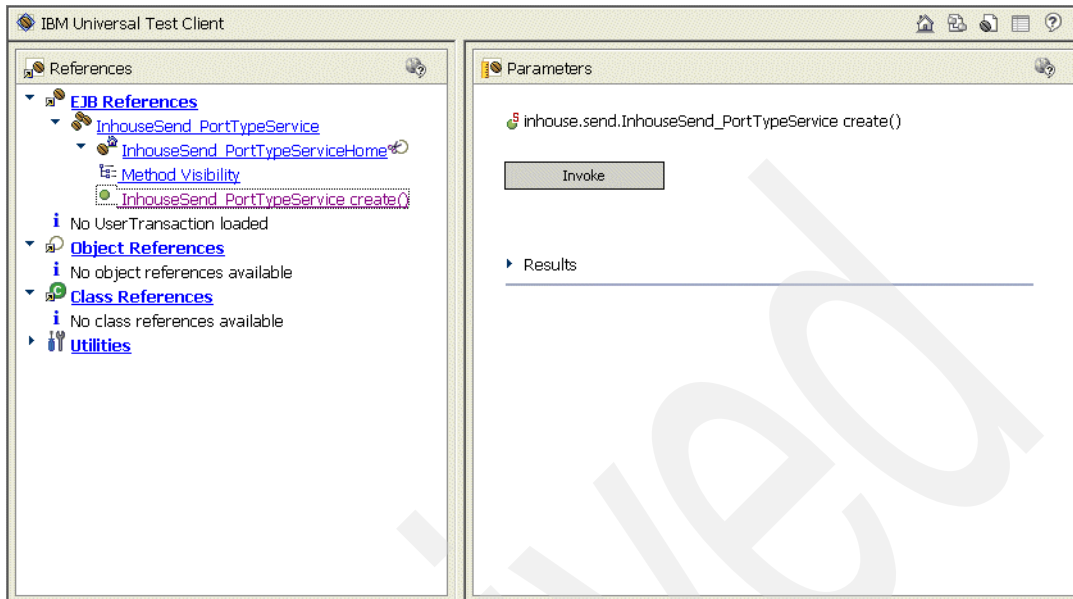 IBM Universal Test Client
References
EJB References
InhouseSend_PortTypeService
InhouseSend_PortTypeServiceHome
Method Visibility
InhouseSend_PortTypeService create()
i No UserTransaction loaded
Object References
i No object references available
Class References
i No class references available
Utilities
Parameters
inhouse.send.InhouseSend_PortTypeService create()
Invoke
Results